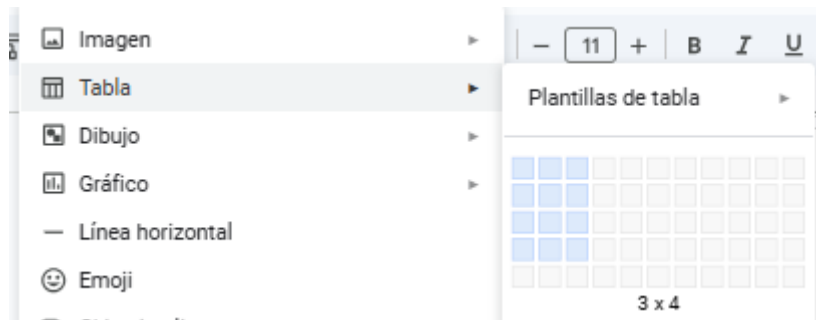 Imagen
Tabla
Dibujo
Gráfico
Línea horizontal
Emoji
11
B I U
Plantillas de tabla
3 x 4